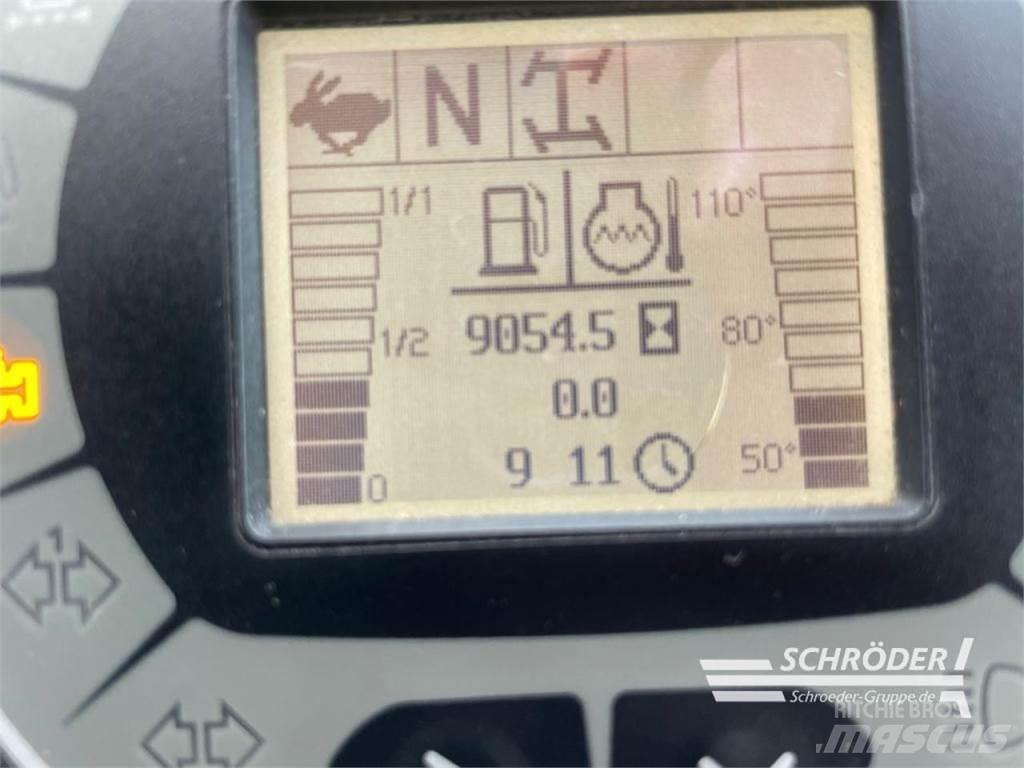 N
1/1
110°
1/2
9054.5
80°
0.0
9 11
50°
0
1
SCHRÖDER
Schroeder-Gruppe.de
RITCHIE BROS
MASCUS